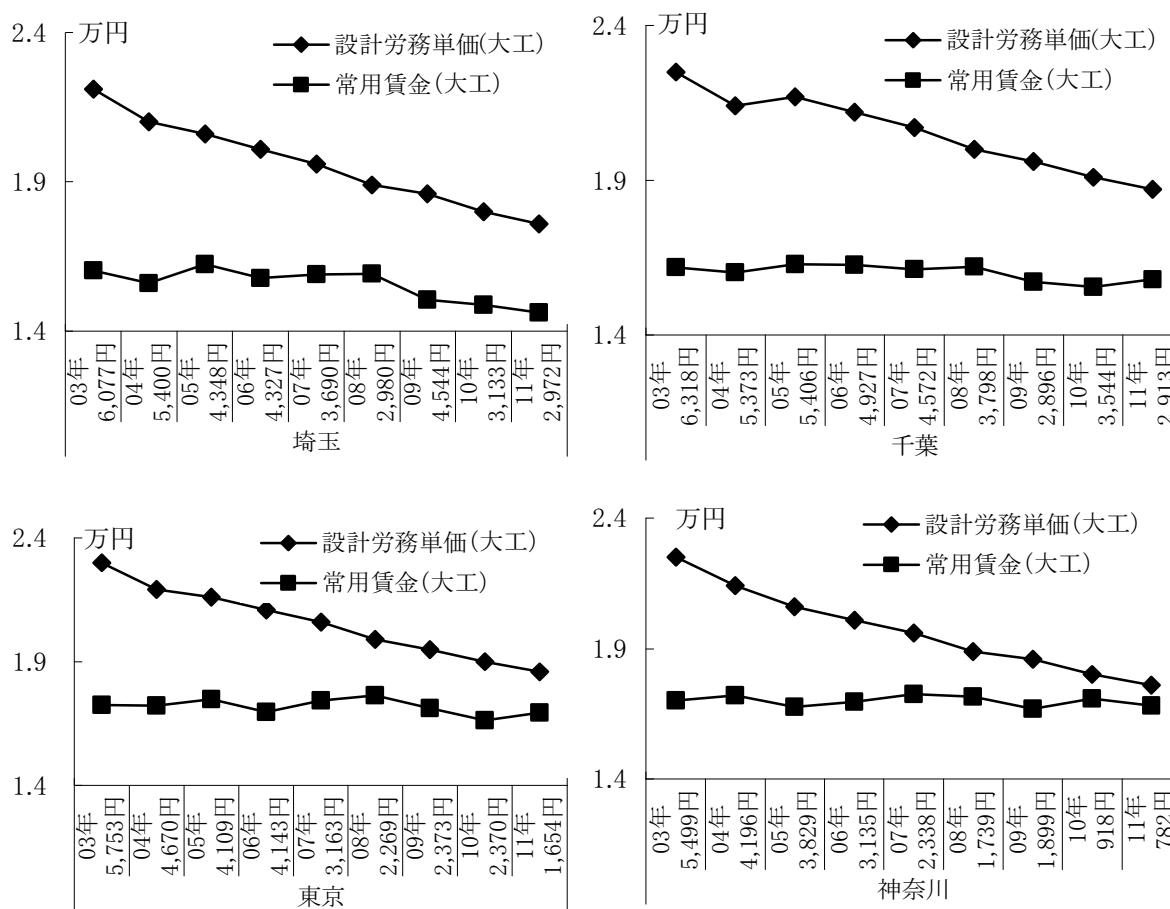 2.4
万円
設計労務単価(大工)
常用賃金(大工)
1.9
1.4
03年
6,077円
04年
5,400円
05年
4,348円
06年
4,327円
07年
3,690円
08年
2,980円
09年
4,544円
10年
3,133円
11年
2,972円
埼玉
2.4
万円
設計労務単価(大工)
常用賃金(大工)
1.9
1.4
03年
6,318円
04年
5,373円
05年
5,406円
06年
4,927円
07年
4,572円
08年
3,798円
09年
2,896円
10年
3,544円
11年
2,913円
千葉
2.4
万円
設計労務単価(大工)
常用賃金(大工)
1.9
1.4
03年
5,753円
04年
4,670円
05年
4,109円
06年
4,143円
07年
3,163円
08年
2,269円
09年
2,373円
10年
2,370円
11年
1,654円
東京
2.4
万円
設計労務単価(大工)
常用賃金(大工)
1.9
1.4
03年
5,499円
04年
4,196円
05年
3,829円
06年
3,135円
07年
2,338円
08年
1,739円
09年
1,899円
10年
918円
11年
782円
神奈川